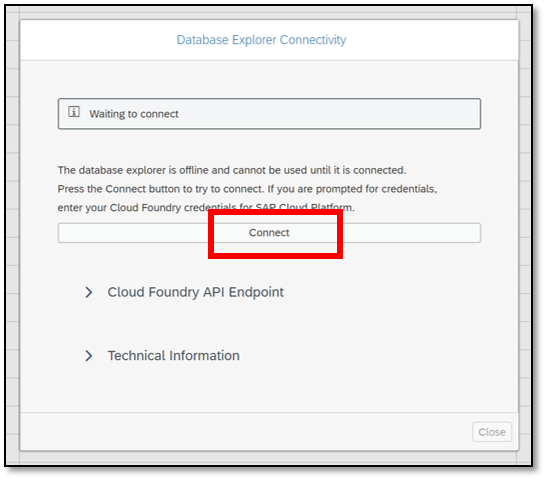 Database Explorer Connectivity
Waiting to connect
The database explorer is offline and cannot be used until it is connected.
Press the Connect button to try to connect. If you are prompted for credentials,
enter your Cloud Foundry credentials for SAP Cloud Platform.
Connect
Cloud Foundry API Endpoint
Technical Information
Close